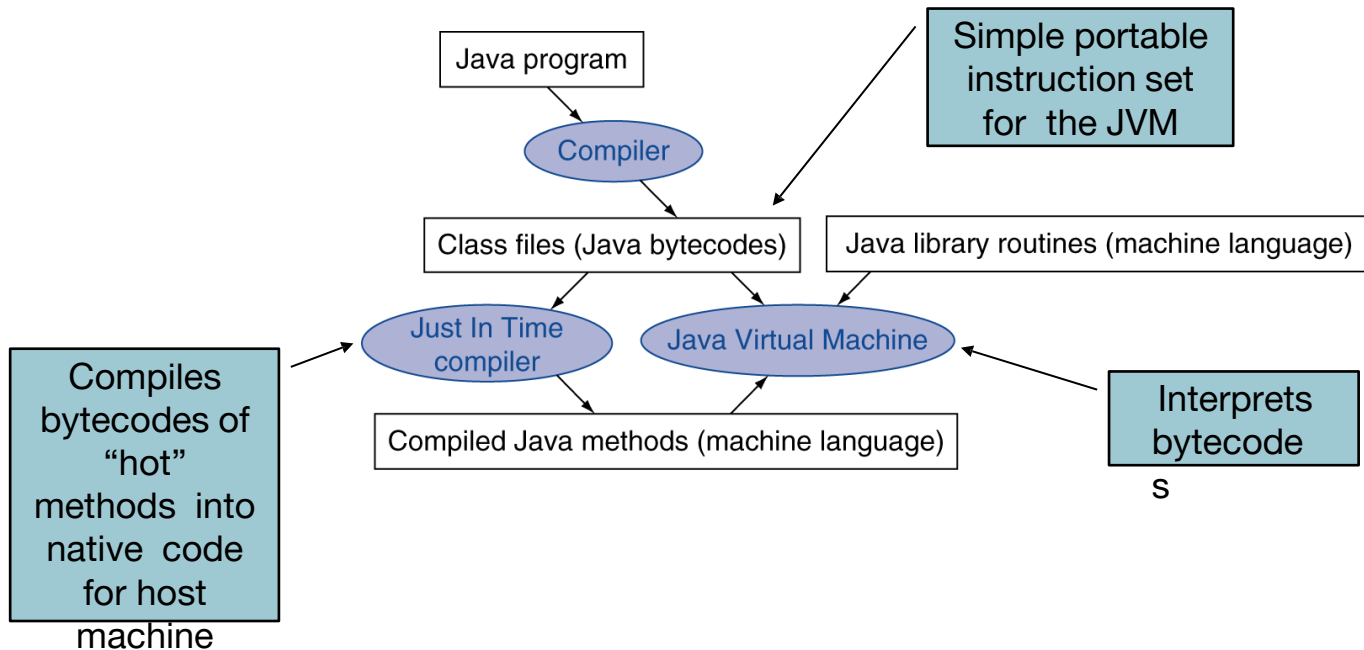 Java program
Simple portable
instruction set
for the JVM
Compiler
Class files (Java bytecodes)
Java library routines (machine language)
Just In Time
compiler
Java Virtual Machine
Compiles
bytecodes of
“hot”
methods into
native code
for host
machine
Interprets
bytecode
s
Compiled Java methods (machine language)